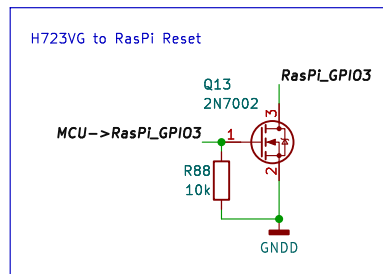 H723VG to RasPi Reset
RasPi_GPIO3
Q13
2N7002
3
MCU->RasPi_GPIO3
1
2
R88
10k
GNDD